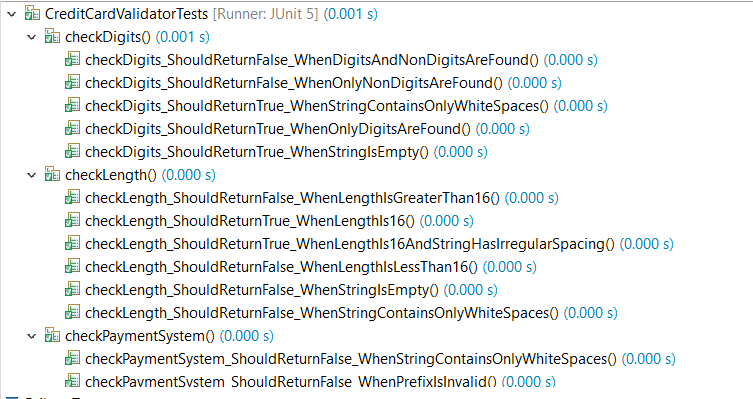 CreditCardValidatorTests [Runner: JUnit 5] (0.001 s)
checkDigits() (0.001 s)
checkDigits_ShouldReturnFalse_WhenDigitsAndNonDigitsAreFound() (0.000 s)
checkDigits_ShouldReturnFalse_WhenOnlyNonDigitsAreFound() (0.000 s)
checkDigits_ShouldReturnTrue_WhenStringContainsOnlyWhiteSpaces() (0.000 s)
checkDigits_ShouldReturnTrue_WhenOnlyDigitsAreFound() (0.000 s)
checkDigits_ShouldReturnTrue_WhenStringIsEmpty() (0.000 s)
checkLength() (0.000 s)
checkLength_ShouldReturnFalse_WhenLengthIsGreaterThan16() (0.000 s)
checkLength_ShouldReturnTrue_WhenLengthIs16() (0.000 s)
checkLength_ShouldReturnTrue_WhenLengthIs16AndStringHasIrregularSpacing() (0.000 s)
checkLength_ShouldReturnFalse_WhenLengthIsLessThan16() (0.000 s)
checkLength_ShouldReturnFalse_WhenStringIsEmpty() (0.000 s)
checkLength_ShouldReturnFalse_WhenStringContainsOnlyWhiteSpaces() (0.000 s)
checkPaymentSystem() (0.000 s)
checkPaymentSystem_ShouldReturnFalse_WhenStringContainsOnlyWhiteSpaces() (0.000 s)
checkPaymentSystem_ShouldReturnFalse_WhenPrefixIsInvalid() (0.000 s)